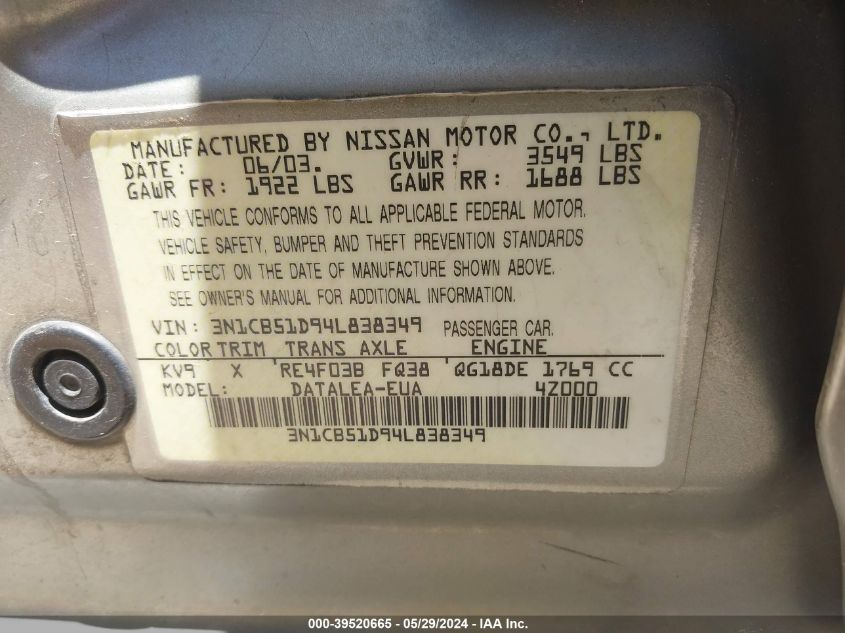 MANUFACTURED BY NISSAN MOTOR CO., LTD.
DATE: 06/03. GVWR: 3549 LBS
GAWR FR: 1922 LBS GAWR RR: 1688 LBS
THIS VEHICLE CONFORMS TO ALL APPLICABLE FEDERAL MOTOR.
VEHICLE SAFETY, BUMPER AND THEFT PREVENTION STANDARDS
IN EFFECT ON THE DATE OF MANUFACTURE SHOWN ABOVE.
SEE OWNER'S MANUAL FOR ADDITIONAL INFORMATION.
VIN: 3N1CB51D94L838349 PASSENGER CAR.
COLOR TRIM TRANS AXLE ENGINE
KV9 X RE4F03B FQ38 QG18DE 1769 CC
MODEL: DATALEA-EUA 4Z000
3N1CB51D94L838349
000-39520665 - 05/29/2024 - IAA Inc.